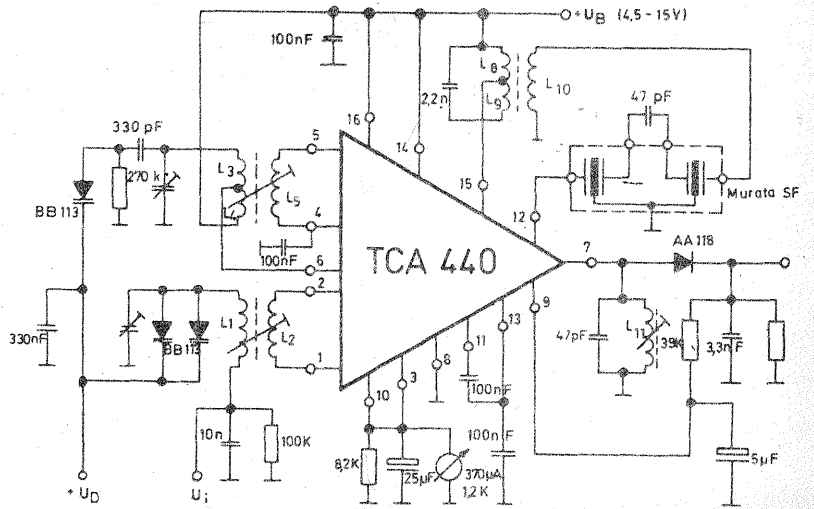 + UB (4,5 - 15V)
100nF
L8
2,2n
L9
L10
47 pF
330 pF
16
14
5
15
L3
270 k
L4
L5
BB 113
4
100nF
6
2
12
Murata SF
TCA 440
7
AA 118
9
330nF
BB 113
L1
L2
1
47pF
L11
39K
3,3nF
10
3
8
11
13
100nF
10n
100K
8,2K
25µF
370µA
1,2K
100nF
5µF
+ UD
Ui